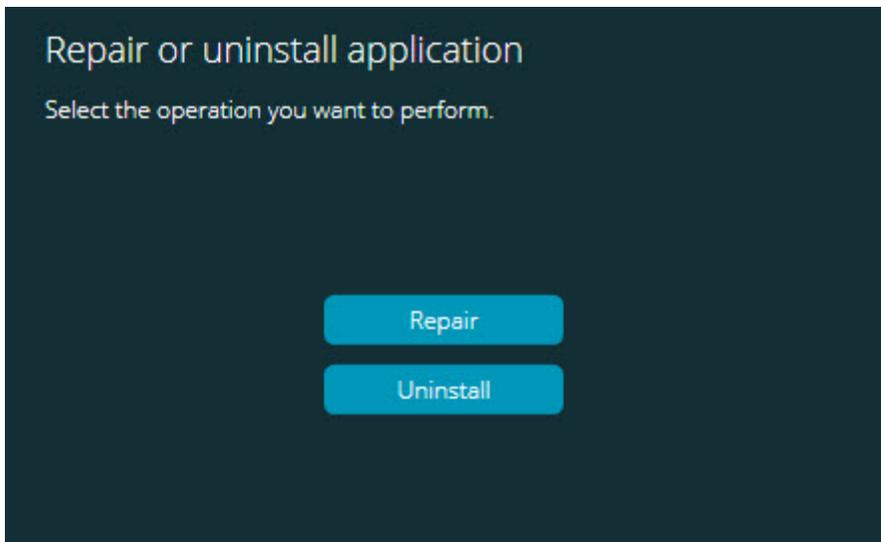 Repair or uninstall application
Select the operation you want to perform.
Repair
Uninstall